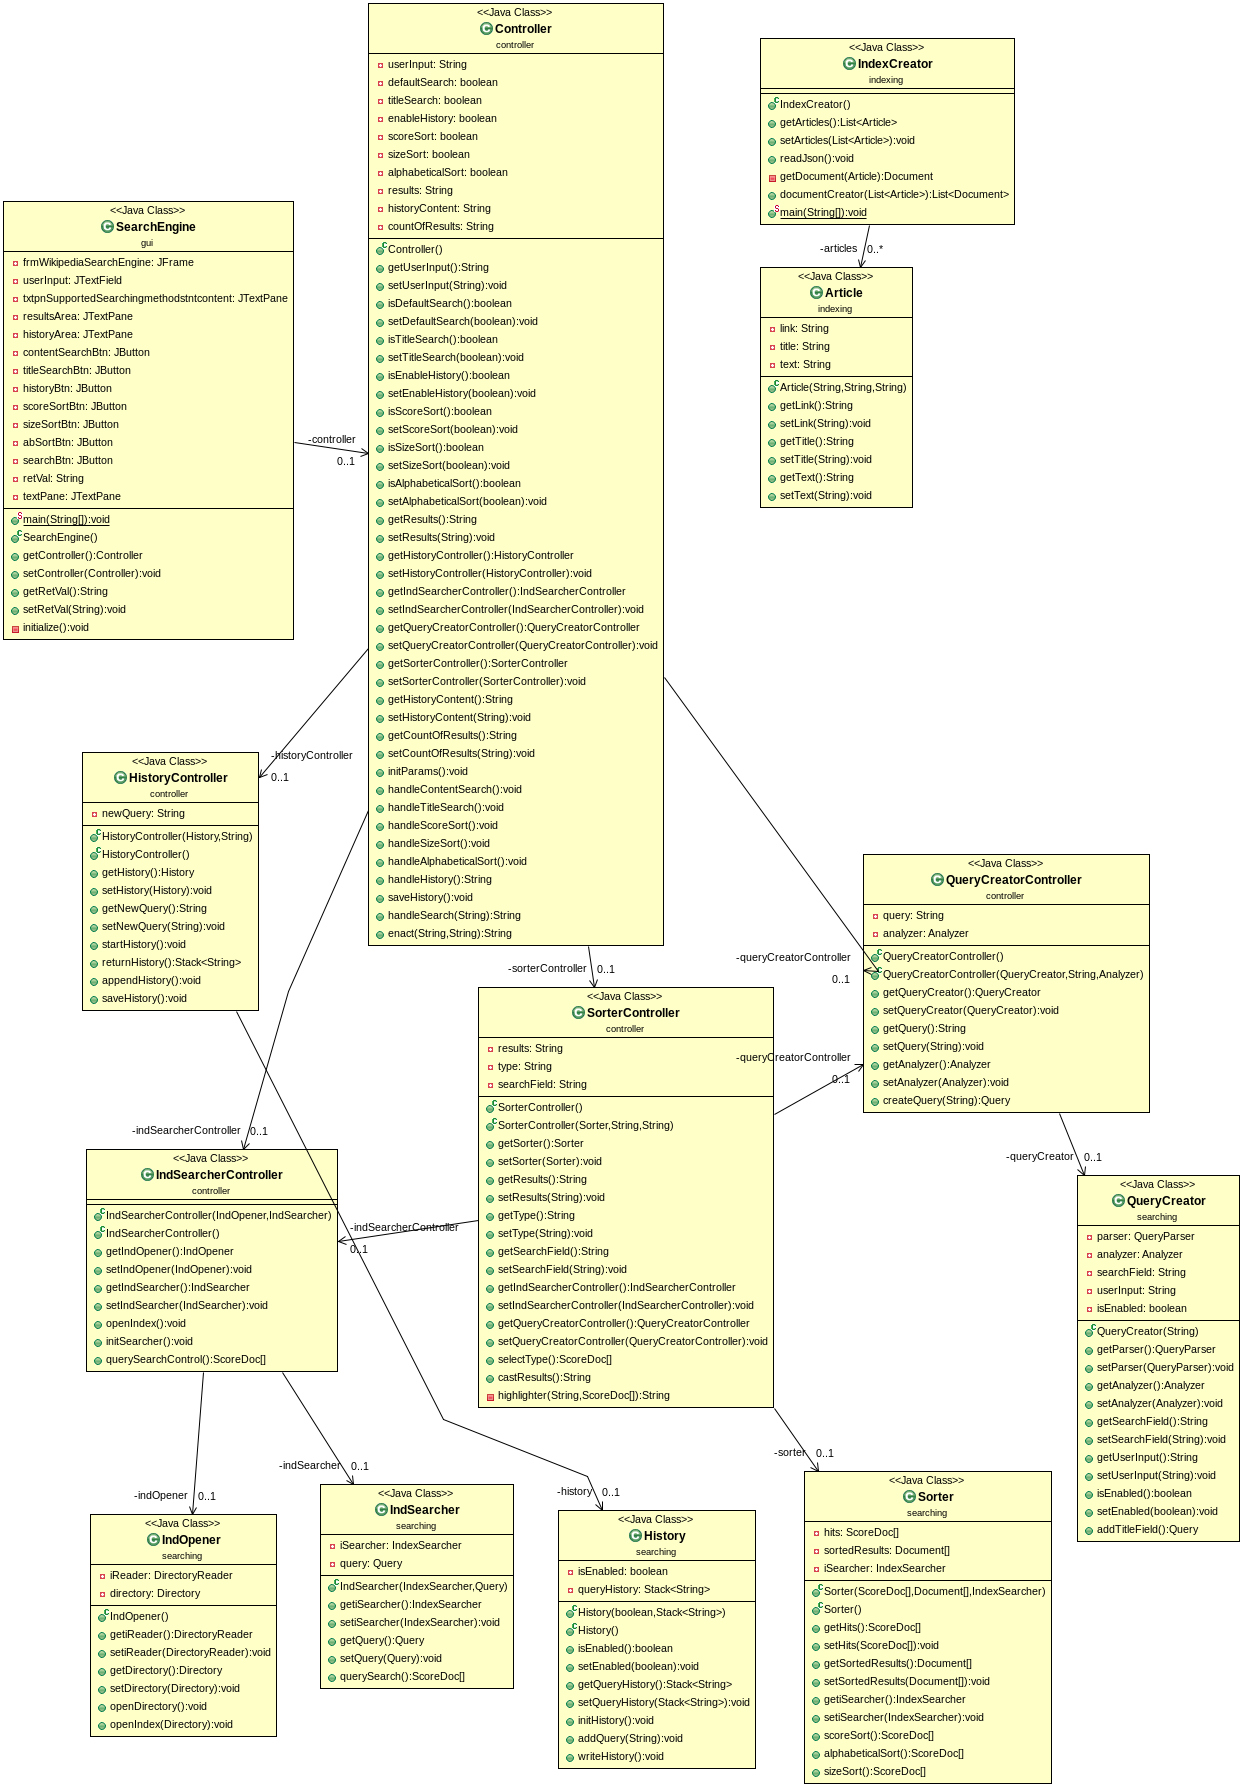 <<Java Class>>
Controller
controller
userInput: String
defaultSearch: boolean
titleSearch: boolean
enableHistory: boolean
scoreSort: boolean
sizeSort: boolean
alphabeticalSort: boolean
results: String
historyContent: String
countOfResults: String
Controller()
getUserInput():String
setUserInput(String):void
isDefaultSearch():boolean
setDefaultSearch(boolean):void
isTitleSearch():boolean
setTitleSearch(boolean):void
isEnableHistory():boolean
setEnableHistory(boolean):void
isScoreSort():boolean
setScoreSort(boolean):void
isSizeSort():boolean
setSizeSort(boolean):void
isAlphabeticalSort():boolean
setAlphabeticalSort(boolean):void
getResults():String
setResults(String):void
getHistoryController():HistoryController
setHistoryController(HistoryController):void
getIndSearcherController():IndSearcherController
setIndSearcherController(IndSearcherController):void
getQueryCreatorController():QueryCreatorController
setQueryCreatorController(QueryCreatorController):void
getSorterController():SorterController
setSorterController(SorterController):void
getHistoryContent():String
setHistoryContent(String):void
getCountOfResults():String
setCountOfResults(String):void
initParams():void
handleContentSearch():void
handleTitleSearch():void
handleScoreSort():void
handleSizeSort():void
handleAlphabeticalSort():void
handleHistory():String
saveHistory():void
handleSearch(String):String
enact(String,String):String
<<Java Class>>
IndexCreator
indexing
IndexCreator()
getArticles():List<Article>
setArticles(List<Article>):void
readJson():void
getDocument(Article):Document
documentCreator(List<Article>):List<Document>
main(String[]):void
-articles
0..*
<<Java Class>>
Article
indexing
link: String
title: String
text: String
Article(String,String,String)
getLink():String
setLink(String):void
getTitle():String
setTitle(String):void
getText():String
setText(String):void
<<Java Class>>
SearchEngine
gui
frmWikipediaSearchEngine: JFrame
userInput: JTextField
txtpnSupportedSearchingmethodstntcontent: JTextPane
resultsArea: JTextPane
historyArea: JTextPane
contentSearchBtn: JButton
titleSearchBtn: JButton
historyBtn: JButton
scoreSortBtn: JButton
sizeSortBtn: JButton
abSortBtn: JButton
searchBtn: JButton
retVal: String
textPane: JTextPane
main(String[]):void
SearchEngine()
getController():Controller
setController(Controller):void
getRetVal():String
setRetVal(String):void
initialize():void
-controller
0..1
-historyController
0..1
<<Java Class>>
HistoryController
controller
newQuery: String
HistoryController(History,String)
HistoryController()
getHistory():History
setHistory(History):void
getNewQuery():String
setNewQuery(String):void
startHistory():void
returnHistory():Stack<String>
appendHistory():void
saveHistory():void
<<Java Class>>
QueryCreatorController
controller
query: String
analyzer: Analyzer
QueryCreatorController()
QueryCreatorController(QueryCreator,String,Analyzer)
getQueryCreator():QueryCreator
setQueryCreator(QueryCreator):void
getQuery():String
setQuery(String):void
getAnalyzer():Analyzer
setAnalyzer(Analyzer):void
createQuery(String):Query
-sorterController
0..1
-queryCreatorController
0..1
-queryCreatorController
0..1
<<Java Class>>
SorterController
controller
results: String
type: String
searchField: String
SorterController()
SorterController(Sorter,String,String)
getSorter():Sorter
setSorter(Sorter):void
getResults():String
setResults(String):void
getType():String
setType(String):void
getSearchField():String
setSearchField(String):void
getIndSearcherController():IndSearcherController
setIndSearcherController(IndSearcherController):void
getQueryCreatorController():QueryCreatorController
setQueryCreatorController(QueryCreatorController):void
selectType():ScoreDoc[]
castResults():String
highlighter(String,ScoreDoc[]):String
-indSearcherController
0..1
<<Java Class>>
IndSearcherController
controller
IndSearcherController(IndOpener,IndSearcher)
IndSearcherController()
getIndOpener():IndOpener
setIndOpener(IndOpener):void
getIndSearcher():IndSearcher
setIndSearcher(IndSearcher):void
openIndex():void
initSearcher():void
querySearchControl():ScoreDoc[]
-indSearcherController
0..1
-queryCreator
0..1
<<Java Class>>
QueryCreator
searching
parser: QueryParser
analyzer: Analyzer
searchField: String
userInput: String
isEnabled: boolean
QueryCreator(String)
getParser():QueryParser
setParser(QueryParser):void
getAnalyzer():Analyzer
setAnalyzer(Analyzer):void
getSearchField():String
setSearchField(String):void
getUserInput():String
setUserInput(String):void
isEnabled():boolean
setEnabled(boolean):void
addTitleField():Query
-indOpener
0..1
<<Java Class>>
IndOpener
searching
iReader: DirectoryReader
directory: Directory
IndOpener()
getiReader():DirectoryReader
setiReader(DirectoryReader):void
getDirectory():Directory
setDirectory(Directory):void
openDirectory():void
openIndex(Directory):void
-indSearcher
0..1
<<Java Class>>
IndSearcher
searching
iSearcher: IndexSearcher
query: Query
IndSearcher(IndexSearcher,Query)
getiSearcher():IndexSearcher
setiSearcher(IndexSearcher):void
getQuery():Query
setQuery(Query):void
querySearch():ScoreDoc[]
-history
0..1
<<Java Class>>
History
searching
isEnabled: boolean
queryHistory: Stack<String>
History(boolean,Stack<String>)
History()
isEnabled():boolean
setEnabled(boolean):void
getQueryHistory():Stack<String>
setQueryHistory(Stack<String>):void
initHistory():void
addQuery(String):void
writeHistory():void
-sorter
0..1
<<Java Class>>
Sorter
searching
hits: ScoreDoc[]
sortedResults: Document[]
iSearcher: IndexSearcher
Sorter(ScoreDoc[],Document[],IndexSearcher)
Sorter()
getHits():ScoreDoc[]
setHits(ScoreDoc[]):void
getSortedResults():Document[]
setSortedResults(Document[]):void
getiSearcher():IndexSearcher
setiSearcher(IndexSearcher):void
scoreSort():ScoreDoc[]
alphabeticalSort():ScoreDoc[]
sizeSort():ScoreDoc[]